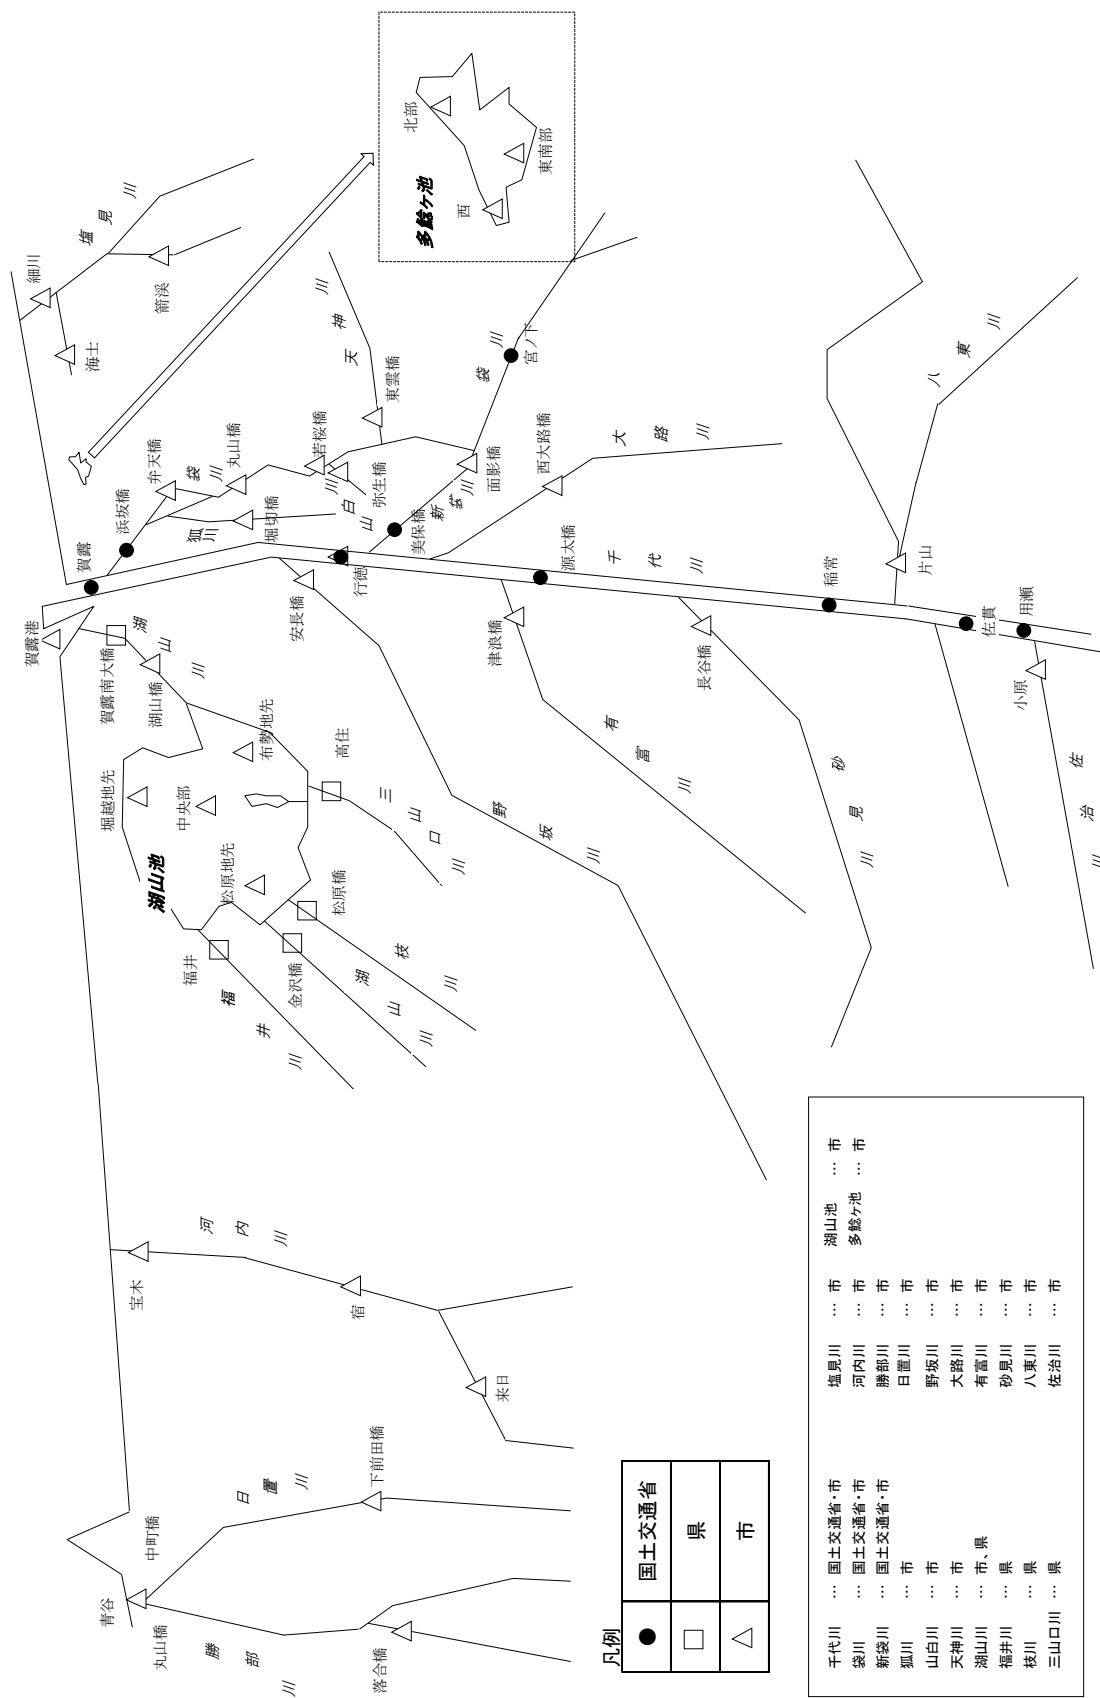 青谷
丸山橋
中町橋
勝部川
落合橋
日置川
下前田橋
宝木
河内川
宿
来日
湖山池
堀越地先
中央部
松原地先
布勢地先
福井
福井川
金沢橋
湖山川
松原橋
枝川
高住
三山口川
賀露港
賀露南大橋
湖山橋
湖山川
賀露
浜坂橋
弁天橋
袋川
丸山橋
狐川
堀切橋
若桜橋
弥生橋
山白川
天神川
東雲橋
美保橋
新袋川
面影橋
袋川
宮ノ下
行徳
安長橋
野坂川
西大路橋
大路川
源太橋
千代川
津浪橋
有富川
長谷橋
砂見川
稲常
片山
八東川
佐貫
用瀬
小原
佐治川
細川
海士
箭渓
塩見川
多鯰ヶ池
北部
西
東南部
凡例
● 国土交通省
□ 県
△ 市
千代川 … 国土交通省・市
袋川 … 国土交通省・市
新袋川 … 国土交通省・市
狐川 … 市
山白川 … 市
天神川 … 市
湖山川 … 市、県
福井川 … 県
枝川 … 県
三山口川 … 県
塩見川 … 市
河内川 … 市
勝部川 … 市
日置川 … 市
野坂川 … 市
大路川 … 市
有富川 … 市
砂見川 … 市
八東川 … 市
佐治川 … 市
湖山池 … 市
多鯰ヶ池 … 市